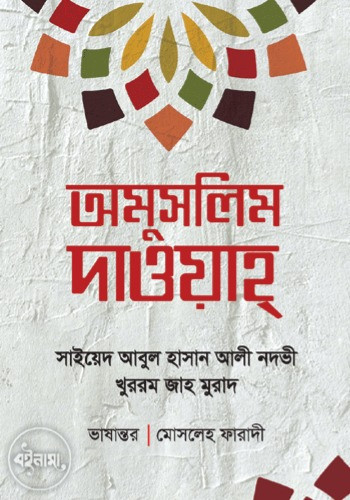 অমুসলিম
দাওয়াহ্
সাইয়েদ আবুল হাসান আলী নদভী
খুররম জাহ মুরাদ
ভাষান্তর | মোসলেহ ফারাদী
বইনামা